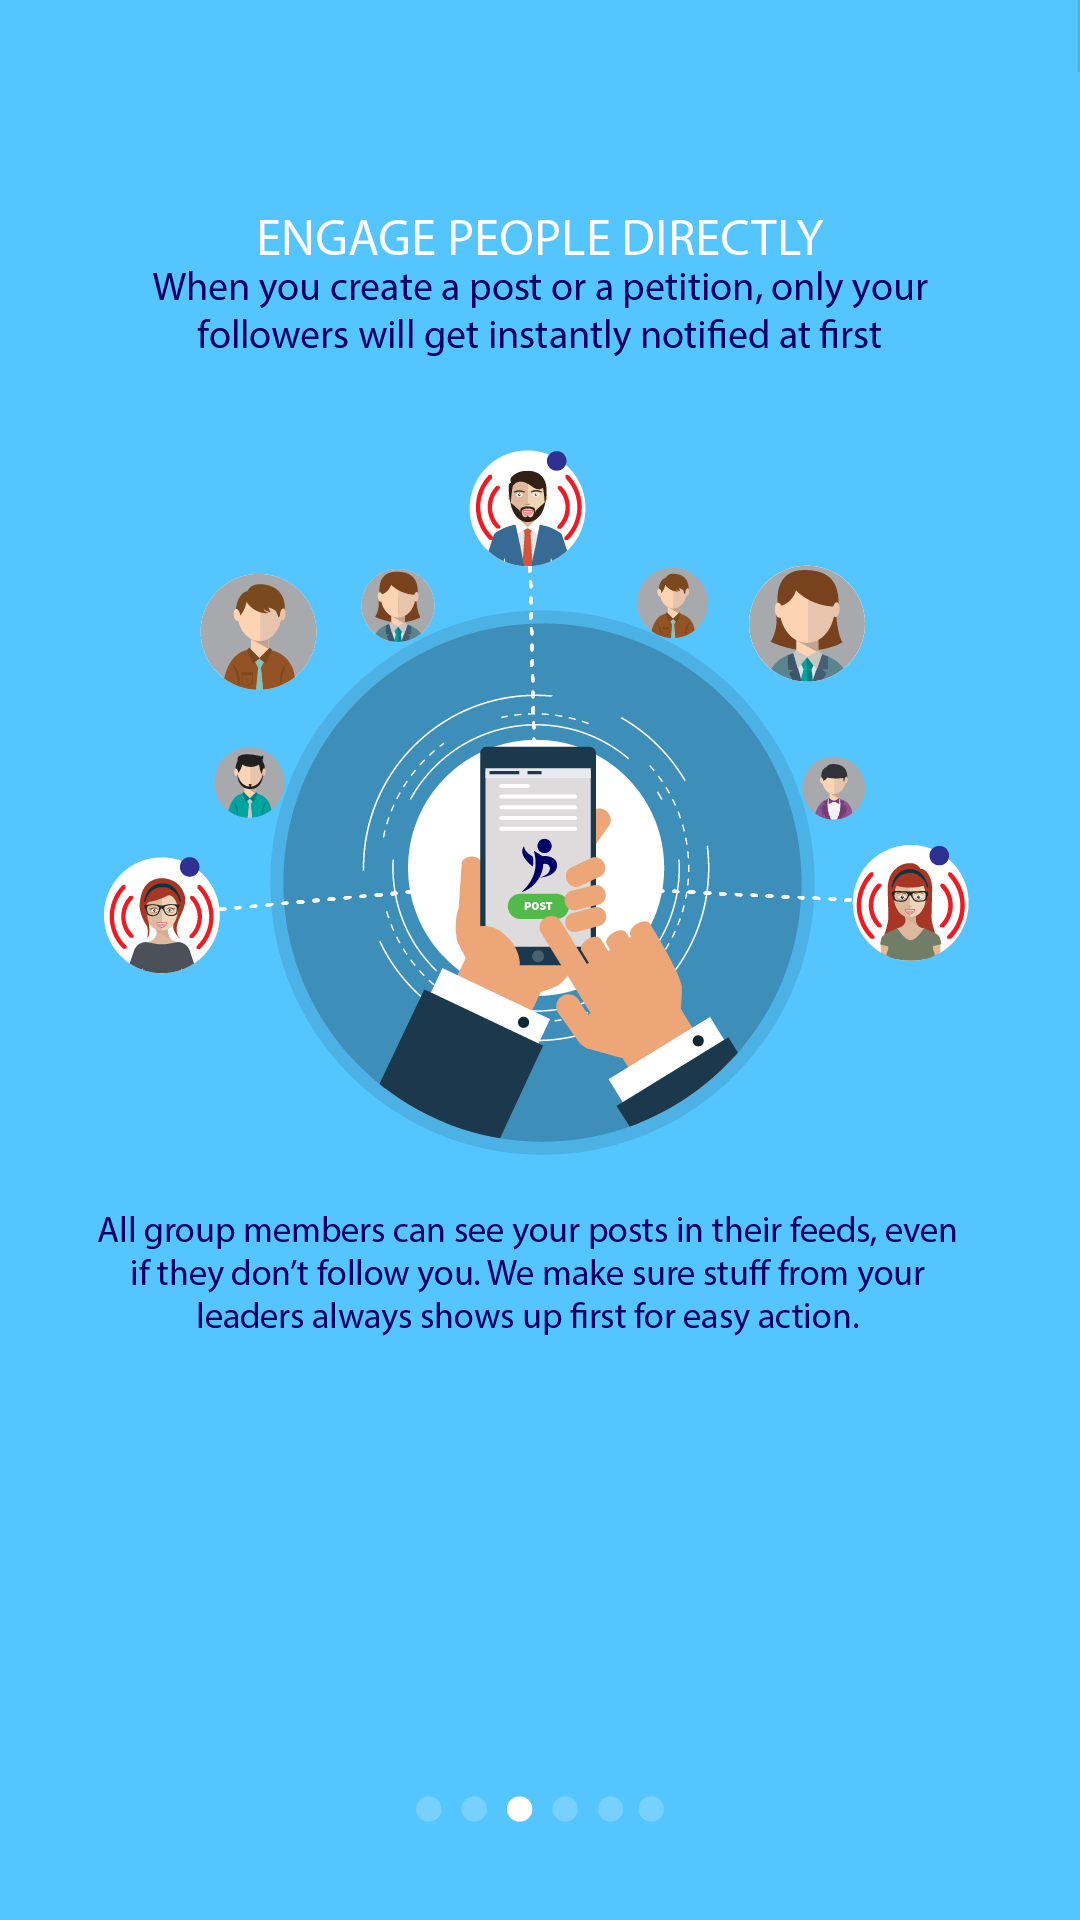 ENGAGE PEOPLE DIRECTLY
When you create a post or a petition, only your
followers will get instantly notified at first
POST
All group members can see your posts in their feeds, even
if they don’t follow you. We make sure stuff from your
leaders always shows up first for easy action.